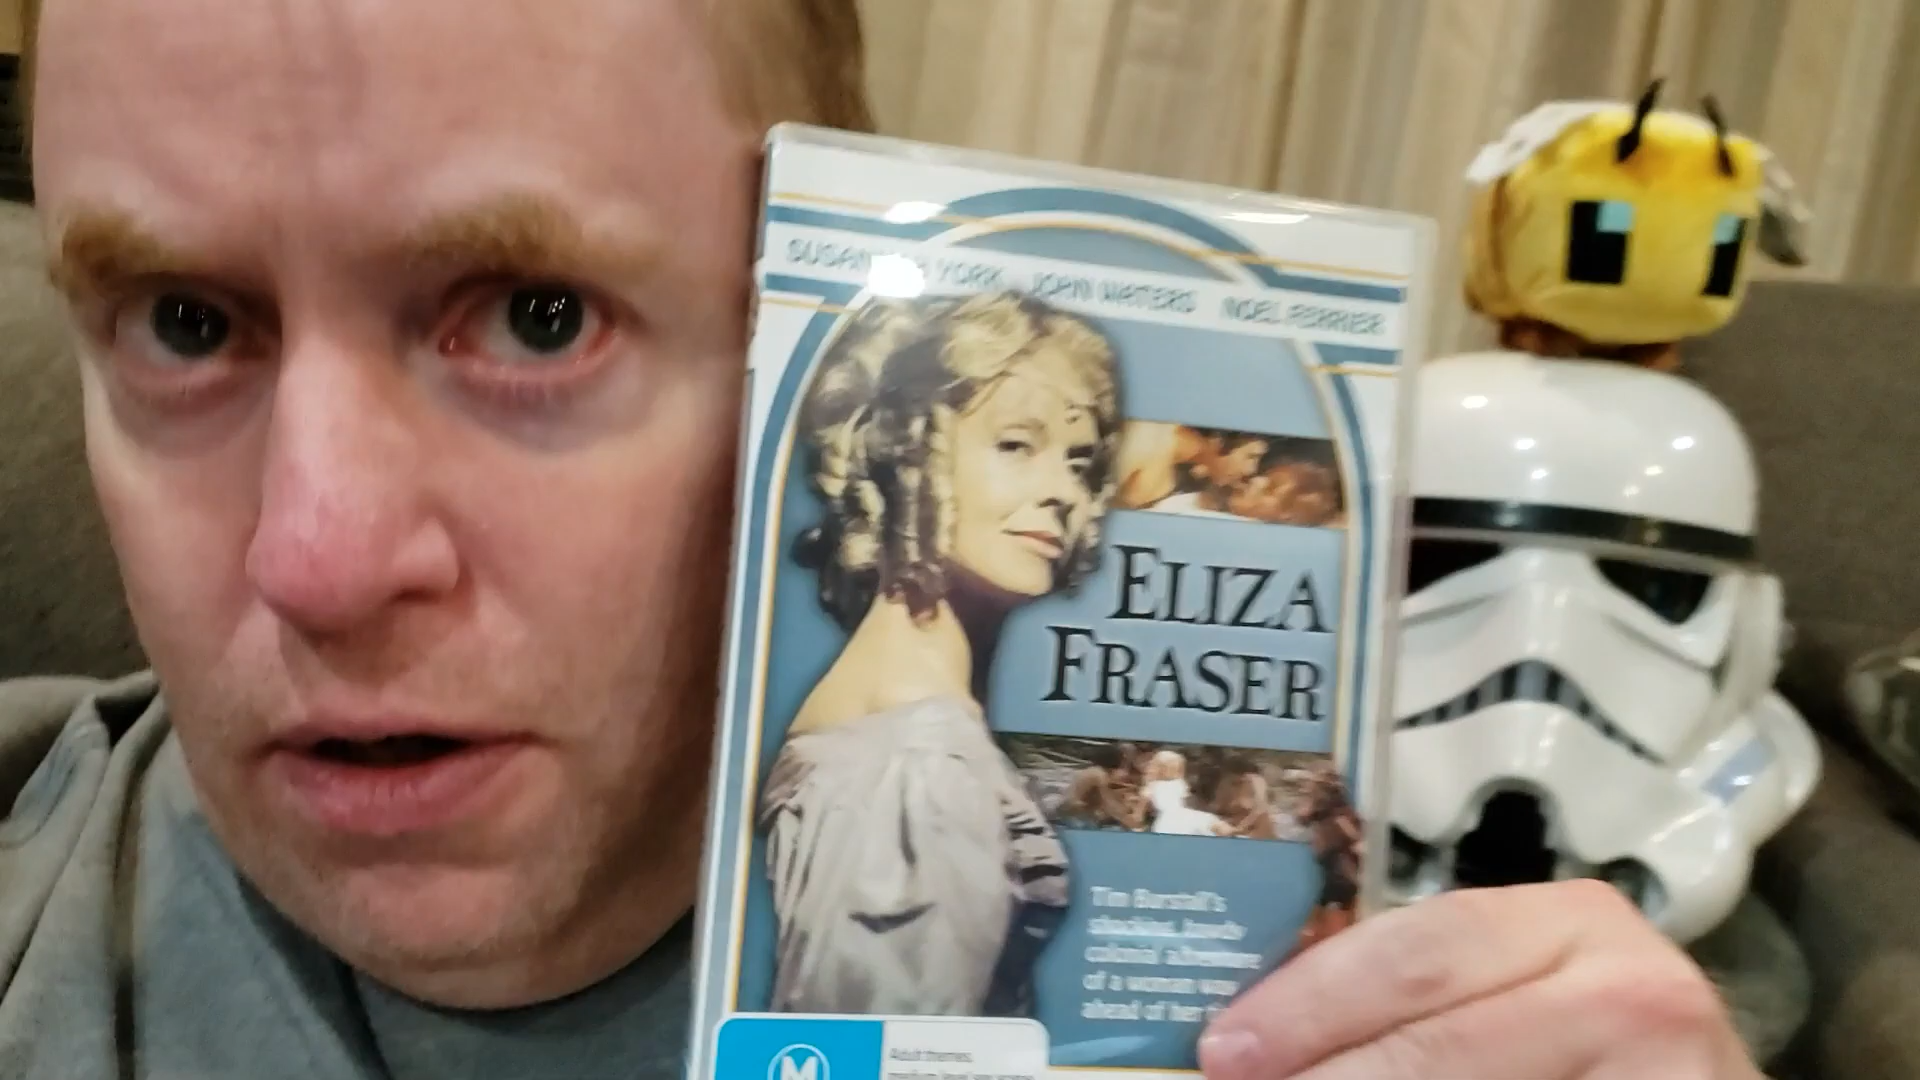 YORK JOHN WATERS NOEL FERRIER
ELIZA
FRASER
Tim Burstall's
shocking, bawdy
colonial adventure
of a woman way
ahead of her
M
Adult themes,